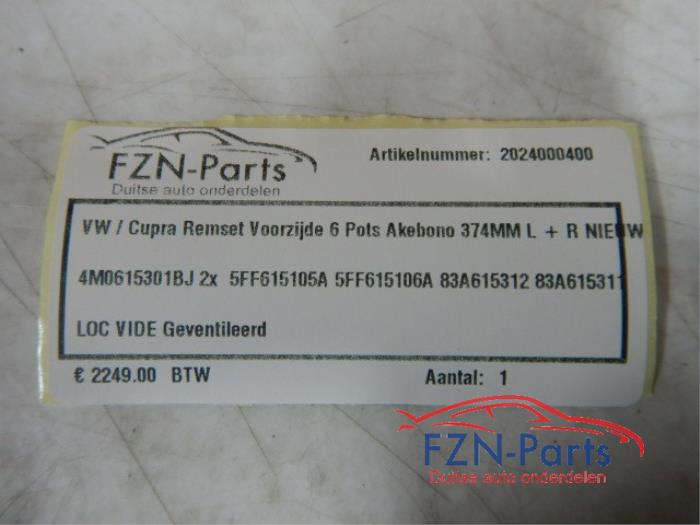 FZN-Parts
Duitse auto onderdelen
Artikelnummer: 2024000400
VW / Cupra Remset Voorzijde 6 Pots Akebono 374MM L + R NIEUW
4M0615301BJ 2x 5FF615105A 5FF615106A 83A615312 83A615311
LOC VIDE Geventileerd
€ 2249.00 BTW
Aantal: 1
FZN-Parts
Duitse auto onderdelen